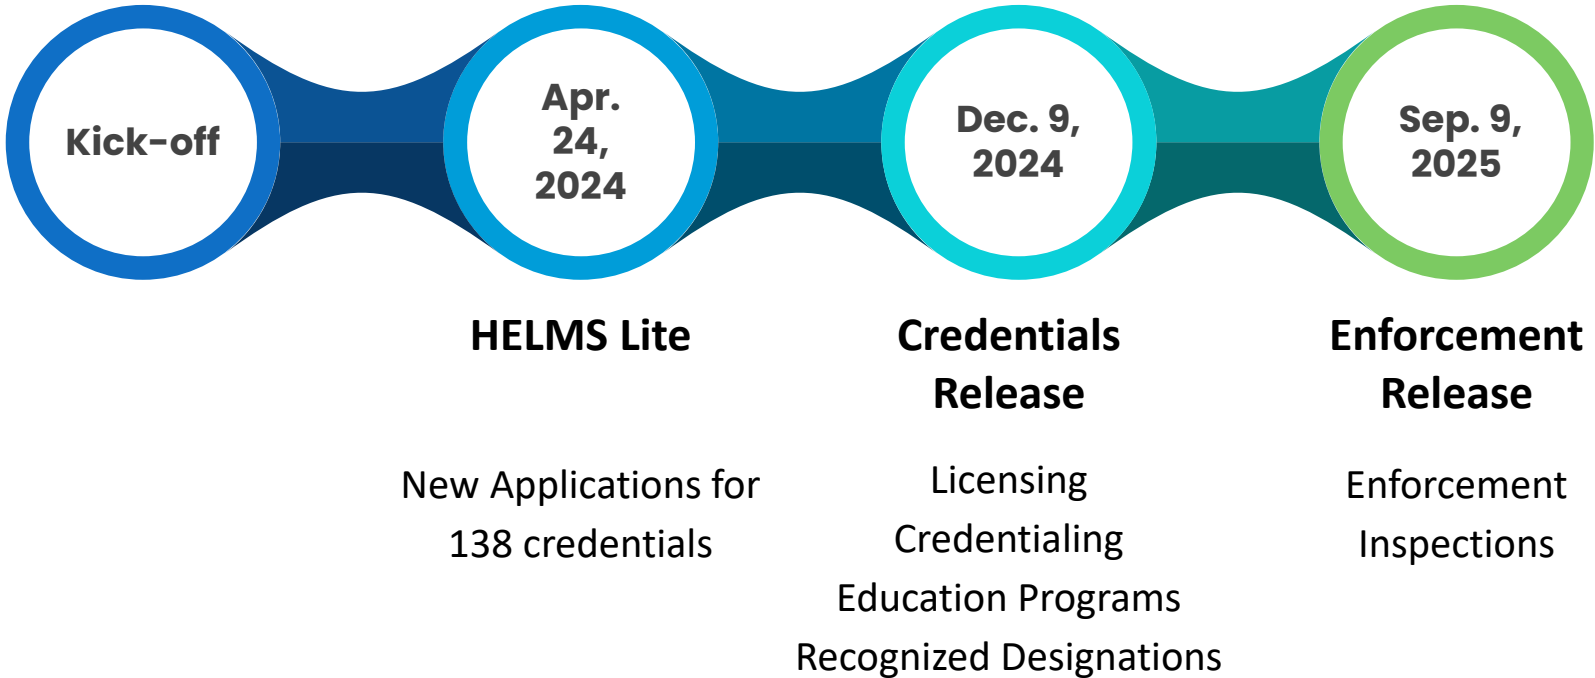 Kick-off
Apr.
24,
2024
Dec. 9,
2024
Sep. 9,
2025
HELMS Lite
New Applications for
138 credentials
Credentials
Release
Licensing
Credentialing
Education Programs
Recognized Designations
Enforcement
Release
Enforcement
Inspections